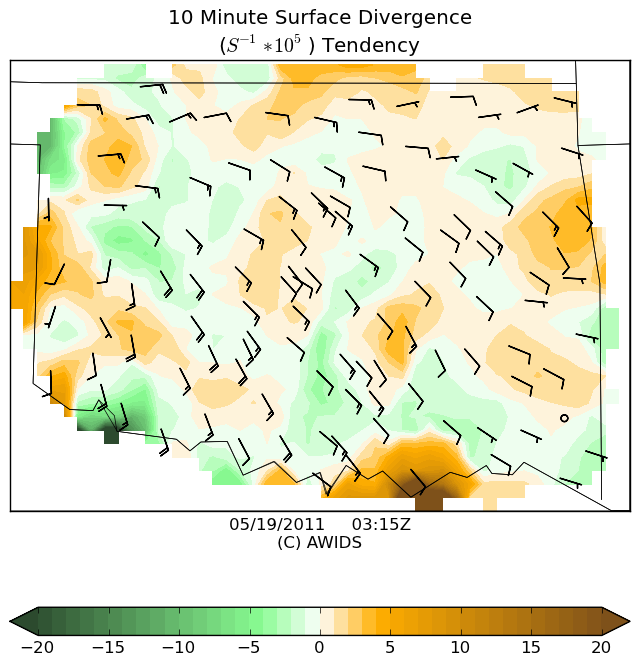 10 Minute Surface Divergence
(S⁻¹ *10⁵ ) Tendency
05/19/2011 03:15Z
(C) AWIDS
−20 −15 −10 −5 0 5 10 15 20